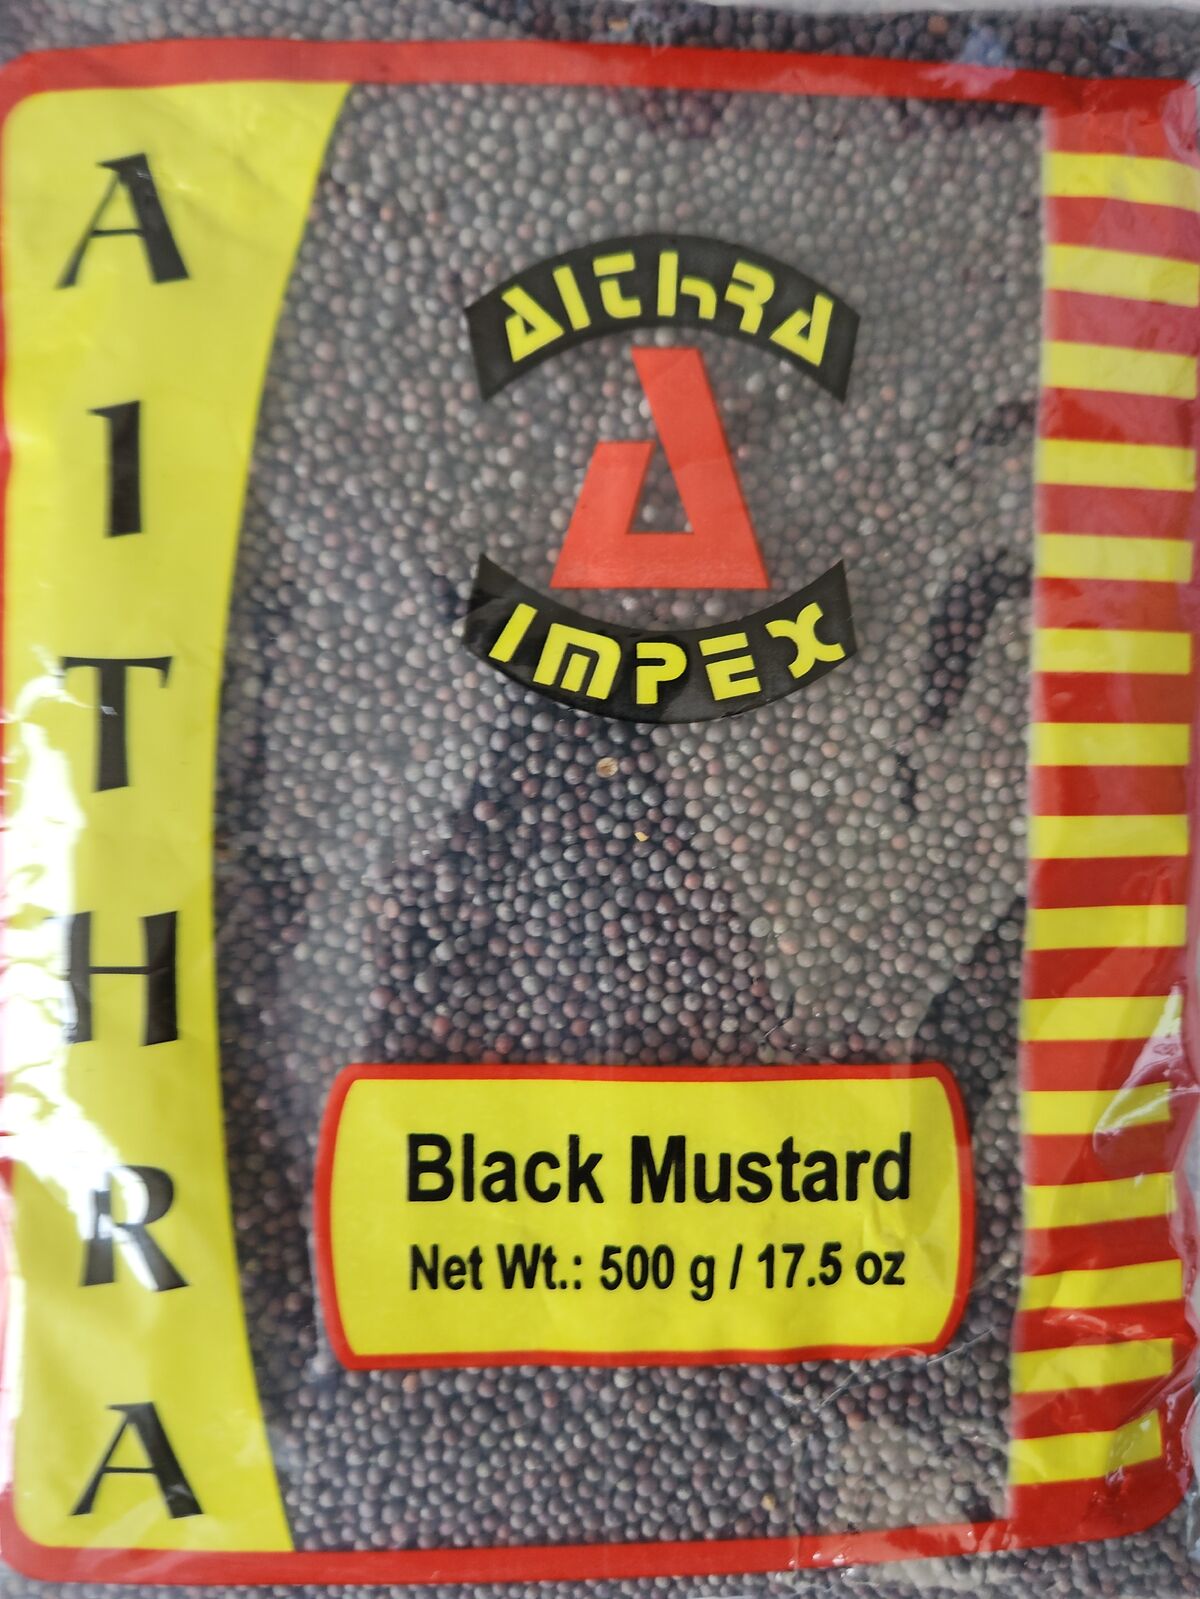 AITHRA
AITHRA
IMPEX
Black Mustard
Net Wt.: 500 g / 17.5 oz